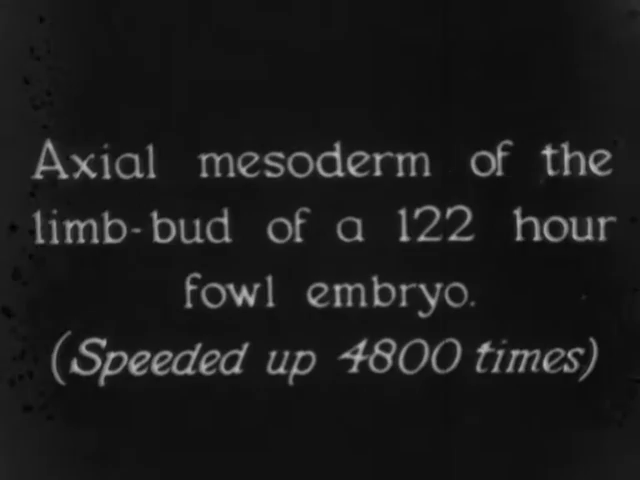 Axial mesoderm of the
limb-bud of a 122 hour
fowl embryo.
(Speeded up 4800 times)